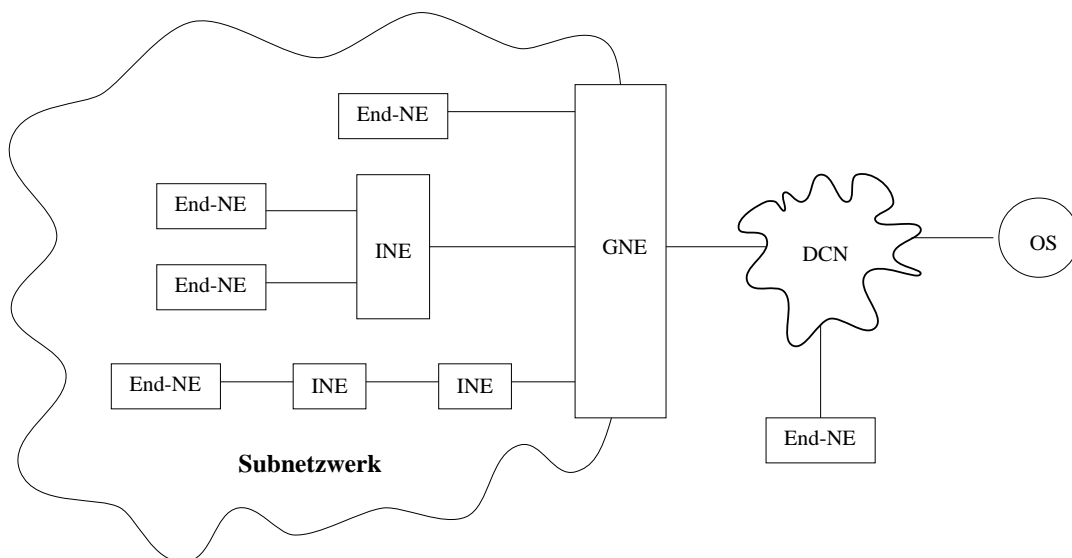 End-NE
End-NE
INE
GNE
DCN
OS
End-NE
End-NE
INE
INE
End-NE
Subnetzwerk